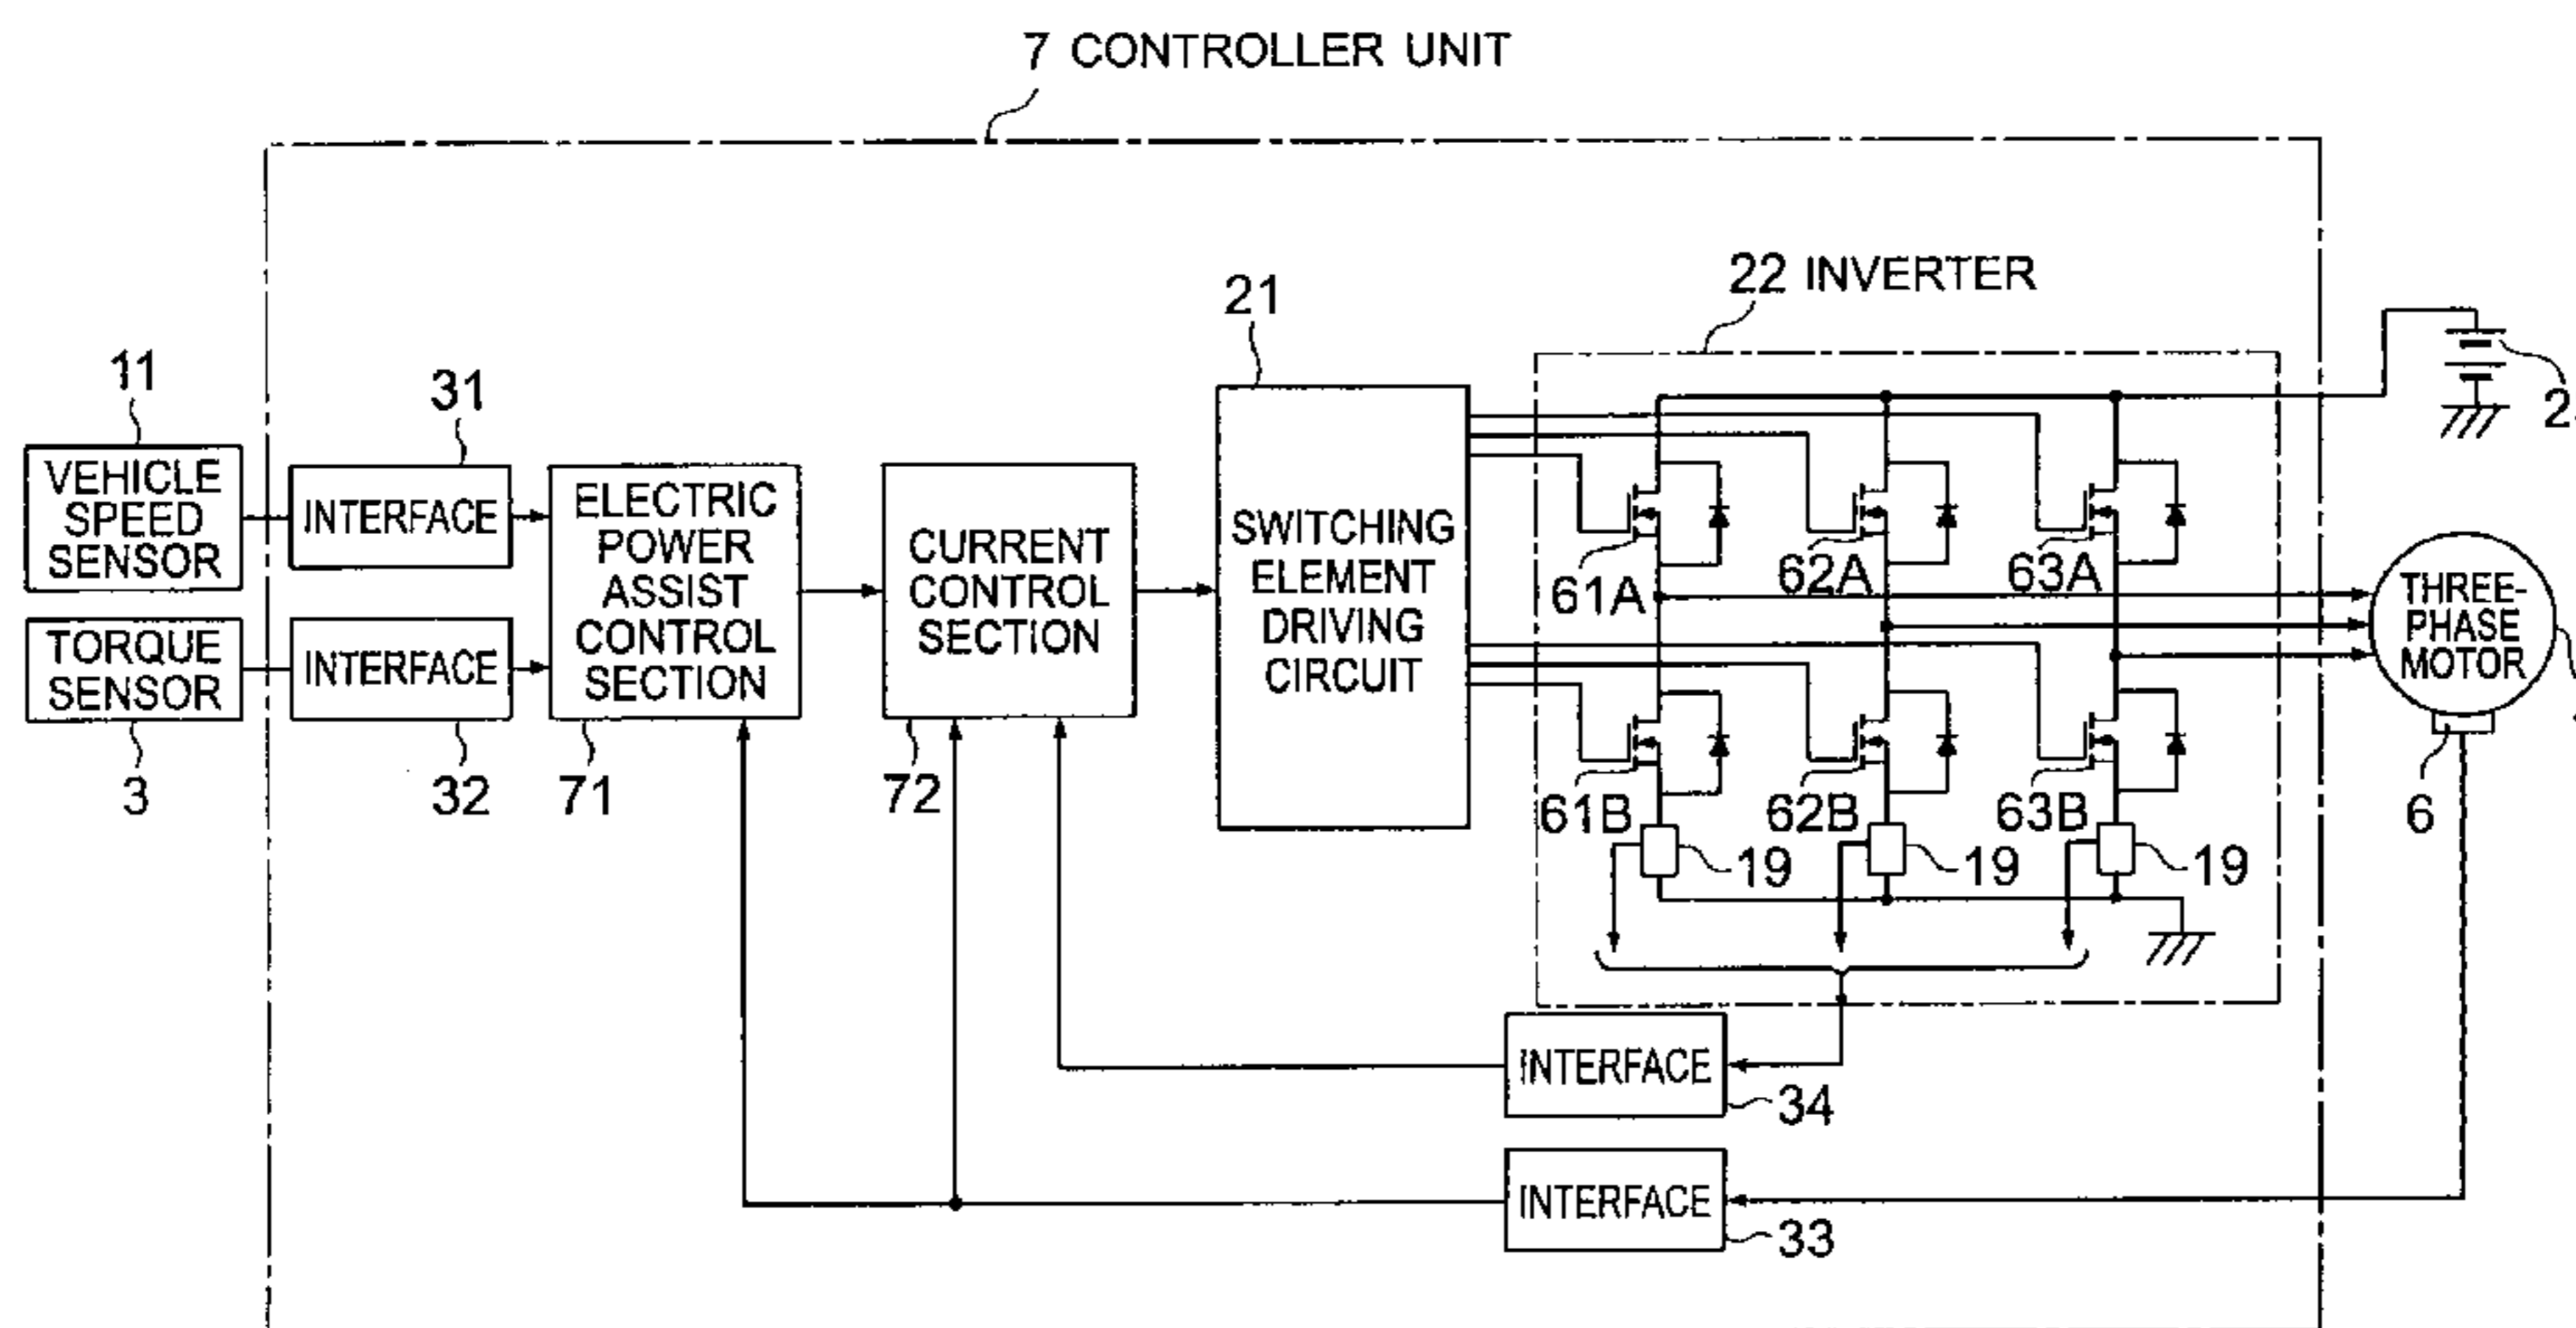 7 CONTROLLER UNIT
22 INVERTER
21
11
31
VEHICLE
SPEED
SENSOR
INTERFACE
ELECTRIC
POWER
ASSIST
CONTROL
SECTION
CURRENT
CONTROL
SECTION
SWITCHING
ELEMENT
DRIVING
CIRCUIT
61A
62A
63A
THREE-
PHASE
MOTOR
TORQUE
SENSOR
INTERFACE
3
32
71
72
61B
62B
63B
6
19
19
19
INTERFACE
34
INTERFACE
33